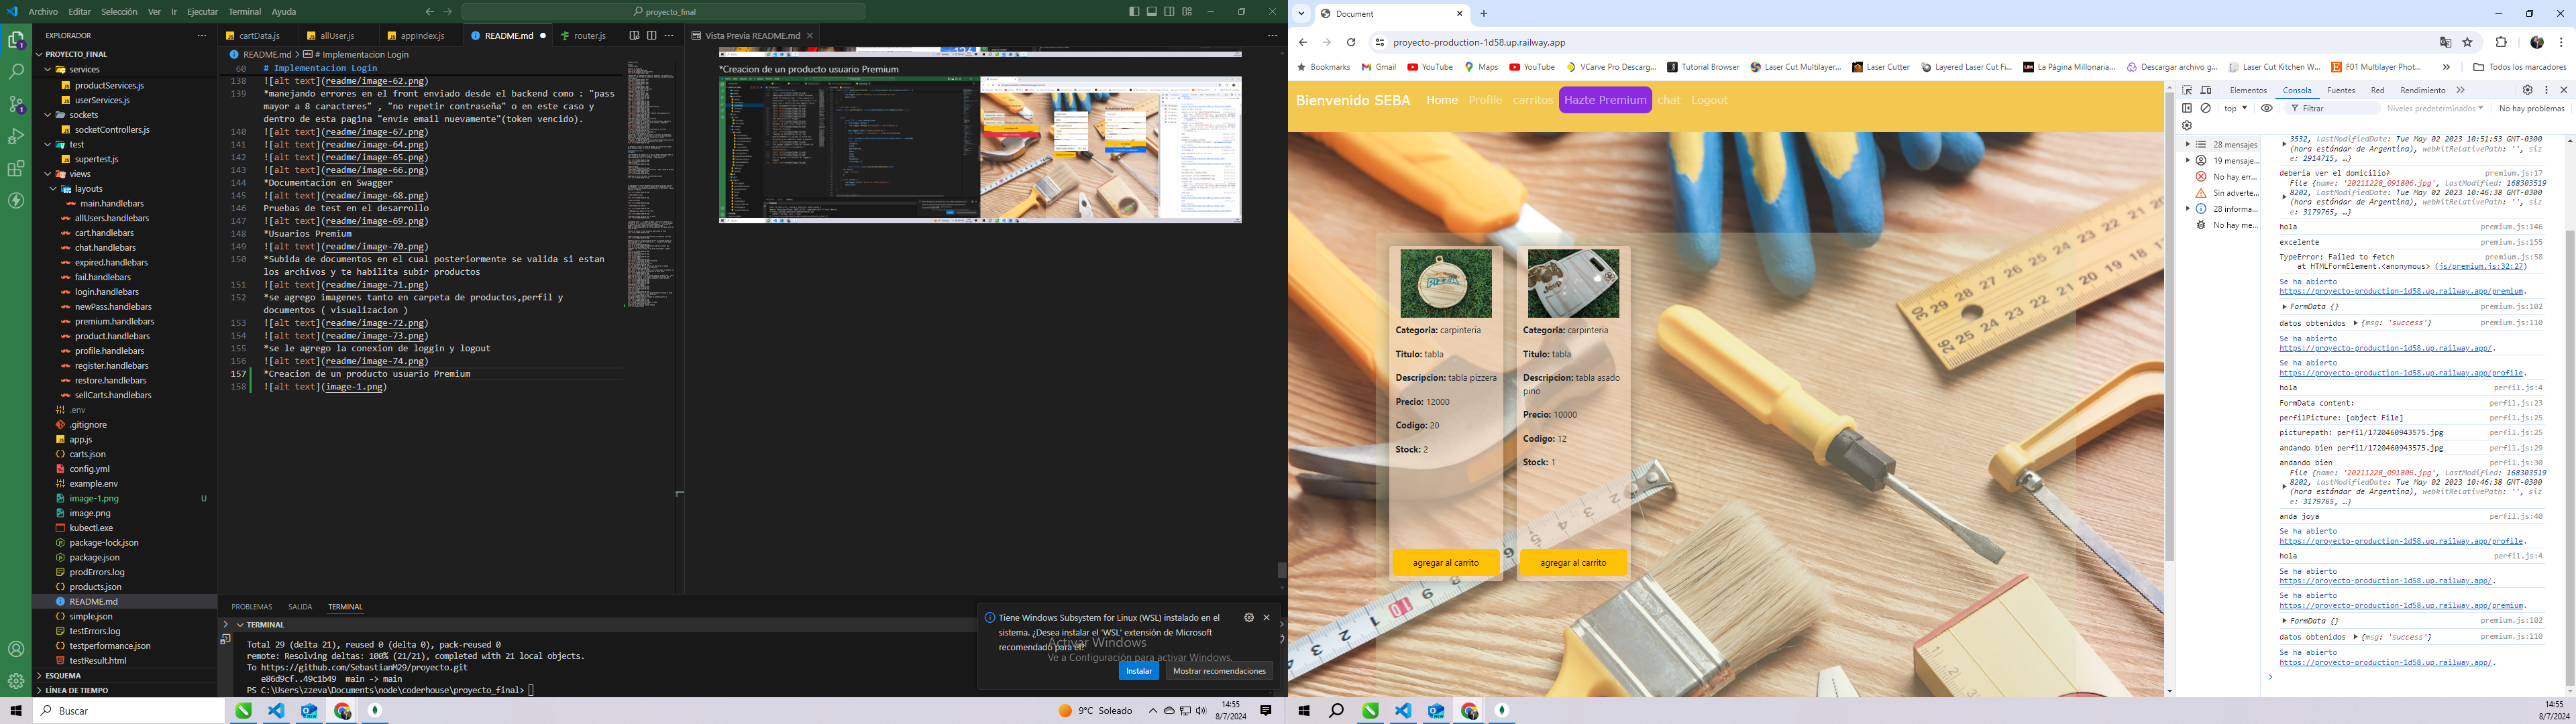 Archivo Editar Selección Ver Ir Ejecutar Terminal Ayuda
proyecto_final
EXPLORADOR
PROYECTO_FINAL
services
productServices.js
userServices.js
sockets
socketControllers.js
test
supertest.js
views
layouts
main.handlebars
allUsers.handlebars
cart.handlebars
chat.handlebars
expired.handlebars
fail.handlebars
login.handlebars
newPass.handlebars
premium.handlebars
product.handlebars
profile.handlebars
register.handlebars
restore.handlebars
sellCarts.handlebars
.env
.gitignore
app.js
carts.json
config.yml
example.env
image-1.png U
image.png
kubectl.exe
package-lock.json
package.json
prodErrors.log
products.json
README.md
simple.json
testErrors.log
testperformance.json
testResult.html
ESQUEMA
LÍNEA DE TIEMPO
cartData.js allUser.js appIndex.js README.md router.js
README.md > # Implementacion Login
60 # Implementacion Login
138 ![alt text](readme/image-62.png)
139 *manejando errores en el front enviado desde el backend como : "pass
mayor a 8 caracteres" , "no repetir contraseña" o en este caso y
dentro de esta pagina "envie email nuevamente"(token vencido).
140 ![alt text](readme/image-67.png)
141 ![alt text](readme/image-64.png)
142 ![alt text](readme/image-65.png)
143 ![alt text](readme/image-66.png)
144 *Documentacion en Swagger
145 ![alt text](readme/image-68.png)
146 Pruebas de test en el desarrollo
147 ![alt text](readme/image-69.png)
148 *Usuarios Premium
149 ![alt text](readme/image-70.png)
150 *Subida de documentos en el cual posteriormente se valida si estan
los archivos y te habilita subir productos
151 ![alt text](readme/image-71.png)
152 *se agrego imagenes tanto en carpeta de productos,perfil y
documentos ( visualizacion )
153 ![alt text](readme/image-72.png)
154 ![alt text](readme/image-73.png)
155 *se le agrego la conexion de loggin y logout
156 ![alt text](readme/image-74.png)
157 *Creacion de un producto usuario Premium
158 ![alt text](image-1.png)
Vista Previa README.md
*Creacion de un producto usuario Premium
PROBLEMAS SALIDA TERMINAL
TERMINAL
Total 29 (delta 21), reused 0 (delta 0), pack-reused 0
remote: Resolving deltas: 100% (21/21), completed with 21 local objects.
To https://github.com/SebastianM29/proyecto.git
e86d9cf..49c1b49 main -> main
PS C:\Users\zzeva\Documents\node\coderhouse\proyecto_final>
Tiene Windows Subsystem for Linux (WSL) instalado en el
sistema. ¿Desea instalar el 'WSL' extensión de Microsoft
recomendado para él?
Activar Windows
Ve a Configuración para activar Windows.
Instalar Mostrar recomendaciones
Buscar
9°C Soleado
14:55
8/7/2024
Document
proyecto-production-1d58.up.railway.app
Bookmarks Gmail YouTube Maps YouTube VCarve Pro Descarg... Tutorial Browser Laser Cut Multilayer... Laser Cutter Layered Laser Cut Fi... La Página Millonaria... Descargar archivo g... Laser Cut Kitchen W... F01 Multilayer Phot... Todos los marcadores
Bienvenido SEBA Home Profile carritos Hazte Premium chat Logout
Categoria: carpinteria
Titulo: tabla
Descripcion: tabla pizzera
Precio: 12000
Codigo: 20
Stock: 2
agregar al carrito
Categoria: carpinteria
Titulo: tabla
Descripcion: tabla asado
pino
Precio: 10000
Codigo: 12
Stock: 1
agregar al carrito
Elementos Consola Fuentes Red Rendimiento
top Filtrar Niveles predeterminados No hay problemas
28 mensajes
19 mensaje...
No hay err...
Sin adverte...
28 informa...
No hay me...
3532, lastModifiedDate: Tue May 02 2023 10:51:53 GMT-0300
(hora estándar de Argentina), webkitRelativePath: '', siz
e: 2914715, …}
deberia ver el domicilio? premium.js:17
File {name: '20211228_091806.jpg', lastModified: 168303519
8202, lastModifiedDate: Tue May 02 2023 10:46:38 GMT-0300
(hora estándar de Argentina), webkitRelativePath: '', siz
e: 3179765, …}
hola premium.js:146
excelente premium.js:155
TypeError: Failed to fetch premium.js:58
at HTMLFormElement.<anonymous> (js/premium.js:32:27)
Se ha abierto
https://proyecto-production-1d58.up.railway.app/premium.
FormData {} premium.js:102
datos obtenidos {msg: 'success'} premium.js:110
Se ha abierto
https://proyecto-production-1d58.up.railway.app/.
Se ha abierto
https://proyecto-production-1d58.up.railway.app/profile.
hola perfil.js:4
FormData content: perfil.js:23
perfilPicture: [object File] perfil.js:25
picturepath: perfil/1720460943575.jpg perfil.js:25
andando bien perfil/1720460943575.jpg perfil.js:29
andando bien perfil.js:30
File {name: '20211228_091806.jpg', lastModified: 168303519
8202, lastModifiedDate: Tue May 02 2023 10:46:38 GMT-0300
(hora estándar de Argentina), webkitRelativePath: '', siz
e: 3179765, …}
anda joya perfil.js:40
Se ha abierto
https://proyecto-production-1d58.up.railway.app/profile.
hola perfil.js:4
Se ha abierto
https://proyecto-production-1d58.up.railway.app/.
Se ha abierto
https://proyecto-production-1d58.up.railway.app/premium.
FormData {} premium.js:102
datos obtenidos {msg: 'success'} premium.js:110
Se ha abierto
https://proyecto-production-1d58.up.railway.app/.
14:55
8/7/2024